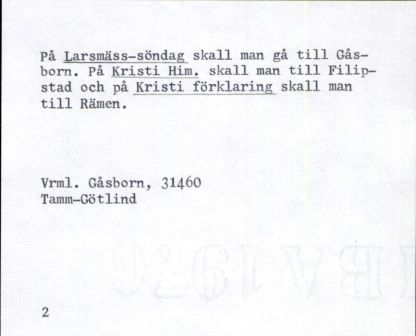 På Larsmäss-söndag skall man gå till Gås-
born. På Kristi Him. skall man till Filip-
stad och på Kristi förklaring skall man
till Rämen.
Vrml. Gåsborn, 31460
Tamm-Götlind
2